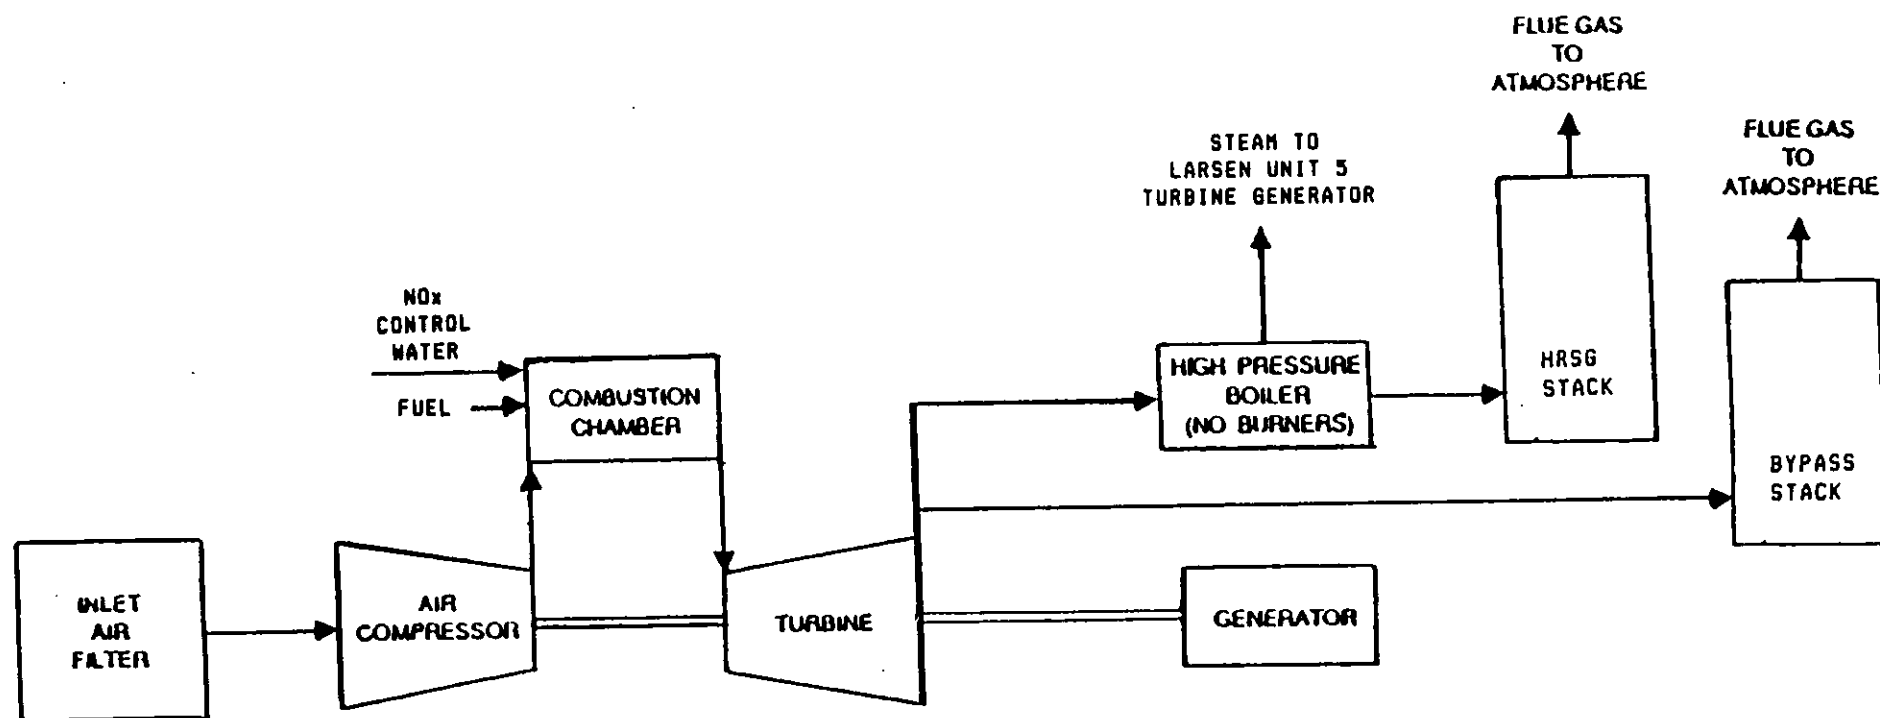 FLUE GAS
TO
ATMOSPHERE
FLUE GAS
TO
ATMOSPHERE
STEAM TO
LARSEN UNIT 5
TURBINE GENERATOR
NOx
CONTROL
WATER
FUEL
COMBUSTION
CHAMBER
HIGH PRESSURE
BOILER
(NO BURNERS)
HRSG
STACK
BYPASS
STACK
INLET
AIR
FILTER
AIR
COMPRESSOR
TURBINE
GENERATOR